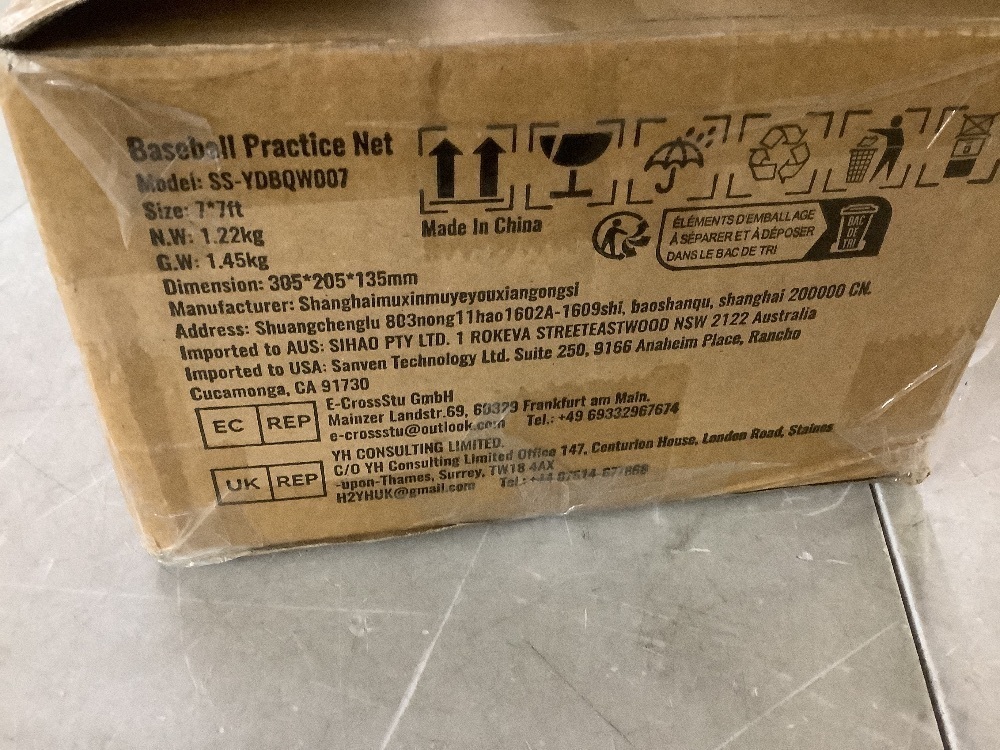 Baseball Practice Net
Model: SS-YDBQW007
Size: 7*7ft
N.W: 1.22kg
G.W: 1.45kg
Made In China
ÉLÉMENTS D'EMBALLAGE
À SÉPARER ET À DÉPOSER
DANS LE BAC DE TRI
BAC
DE
TRI
Dimension: 305*205*135mm
Manufacturer: Shanghaimuxinmuyeyouxiangongsi
Address: Shuangchenglu 803nong11hao1602A-1609shi, baoshanqu, shanghai 200000 CN.
Imported to AUS: SIHAO PTY LTD. 1 ROKEVA STREETEASTWOOD NSW 2122 Australia
Imported to USA: Sanven Technology Ltd. Suite 250, 9166 Anaheim Place, Rancho
Cucamonga, CA 91730
EC REP
E-CrossStu GmbH
Mainzer Landstr.69, 60329 Frankfurt am Main.
e-crossstu@outlook.com Tel.: +49 69332967674
UK REP
YH CONSULTING LIMITED.
C/O YH Consulting Limited Office 147, Centurion House, London Road, Staines
-upon-Thames, Surrey, TW18 4AX
H2YHUK@gmail.com Tel.: +44